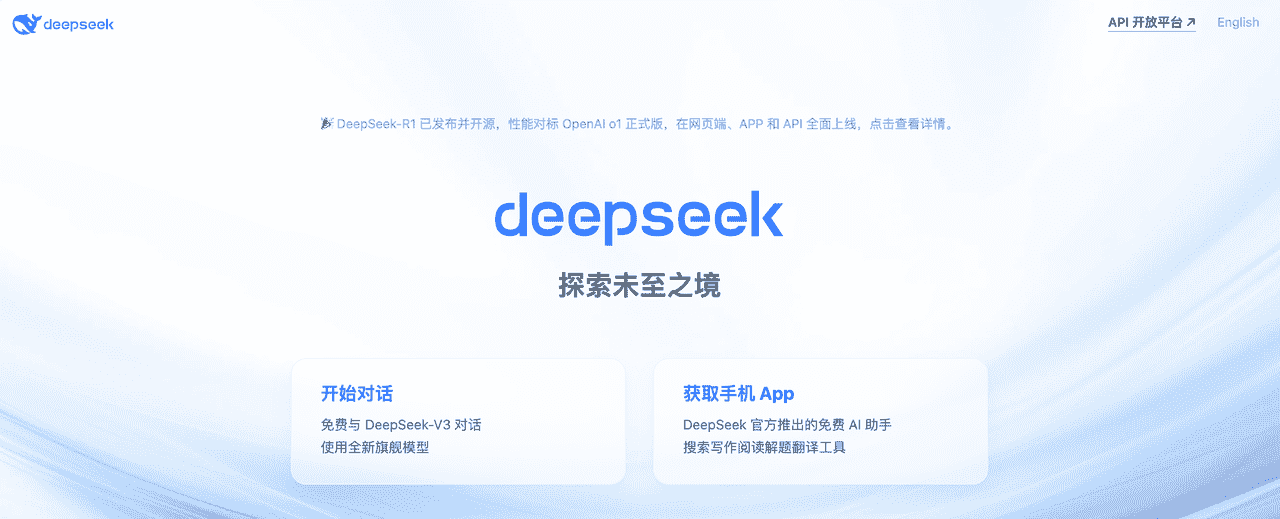 deepseek
API 开放平台 ↗
English
🎉 DeepSeek-R1 已发布并开源，性能对标 OpenAI o1 正式版，在网页端、APP 和 API 全面上线，点击查看详情。
deepseek
探索未至之境
开始对话
免费与 DeepSeek-V3 对话
使用全新旗舰模型
获取手机 App
DeepSeek 官方推出的免费 AI 助手
搜索写作阅读解题翻译工具